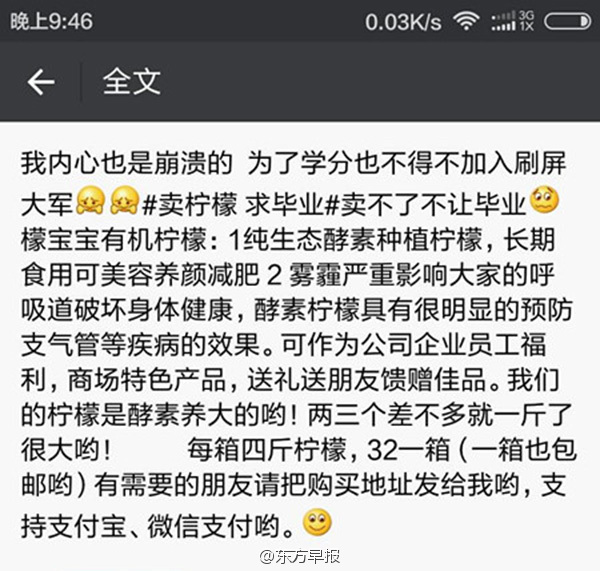 晚上9:46 0.03K/s 3G 1X
全文
我内心也是崩溃的 为了学分也不得不加入刷屏
大军#卖柠檬 求毕业#卖不了不让毕业
檬宝宝有机柠檬：1纯生态酵素种植柠檬，长期
食用可美容养颜减肥 2 雾霾严重影响大家的呼
吸道破坏身体健康，酵素柠檬具有很明显的预防
支气管等疾病的效果。可作为公司企业员工福
利，商场特色产品，送礼送朋友馈赠佳品。我们
的柠檬是酵素养大的哟！两三个差不多就一斤了
很大哟！ 每箱四斤柠檬，32一箱（一箱也包
邮哟）有需要的朋友请把购买地址发给我哟，支
持支付宝、微信支付哟。
@东方早报